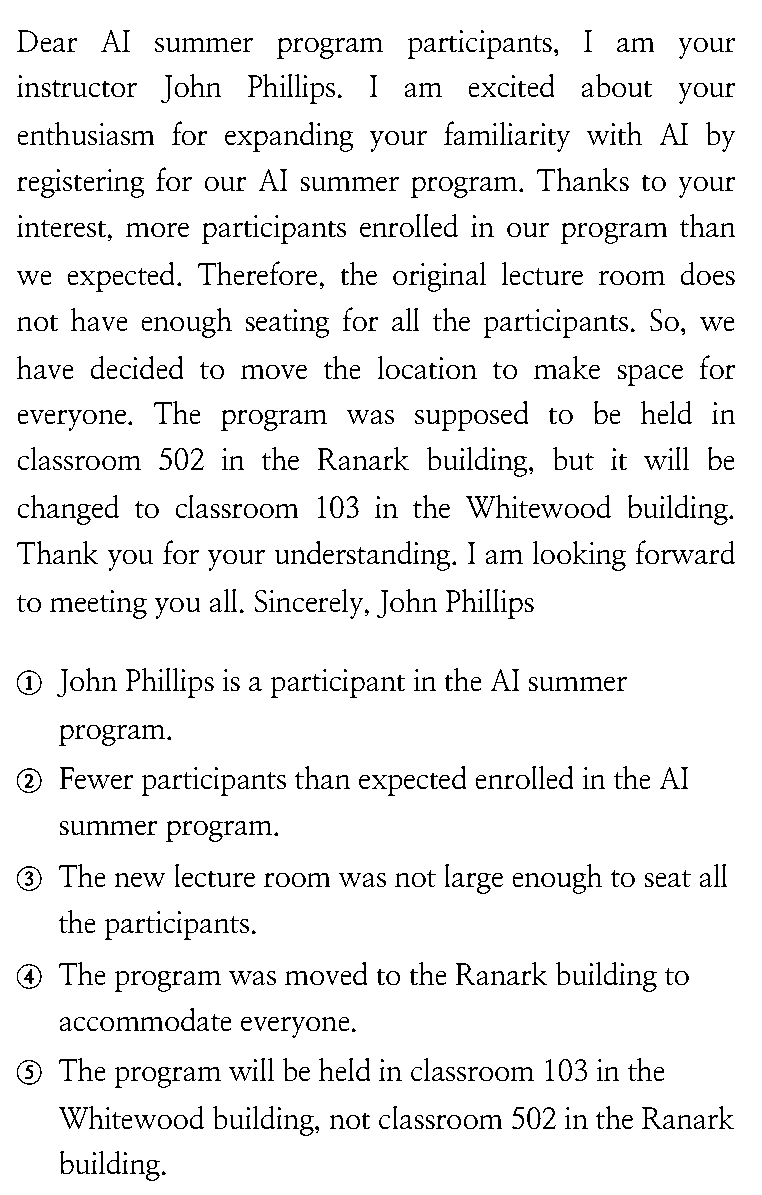 Dear AI summer program participants, I am your
instructor John Phillips. I am excited about your
enthusiasm for expanding your familiarity with AI by
registering for our AI summer program. Thanks to your
interest, more participants enrolled in our program than
we expected. Therefore, the original lecture room does
not have enough seating for all the participants. So, we
have decided to move the location to make space for
everyone. The program was supposed to be held in
classroom 502 in the Ranark building, but it will be
changed to classroom 103 in the Whitewood building.
Thank you for your understanding. I am looking forward
to meeting you all. Sincerely, John Phillips
① John Phillips is a participant in the AI summer
program.
② Fewer participants than expected enrolled in the AI
summer program.
③ The new lecture room was not large enough to seat all
the participants.
④ The program was moved to the Ranark building to
accommodate everyone.
⑤ The program will be held in classroom 103 in the
Whitewood building, not classroom 502 in the Ranark
building.